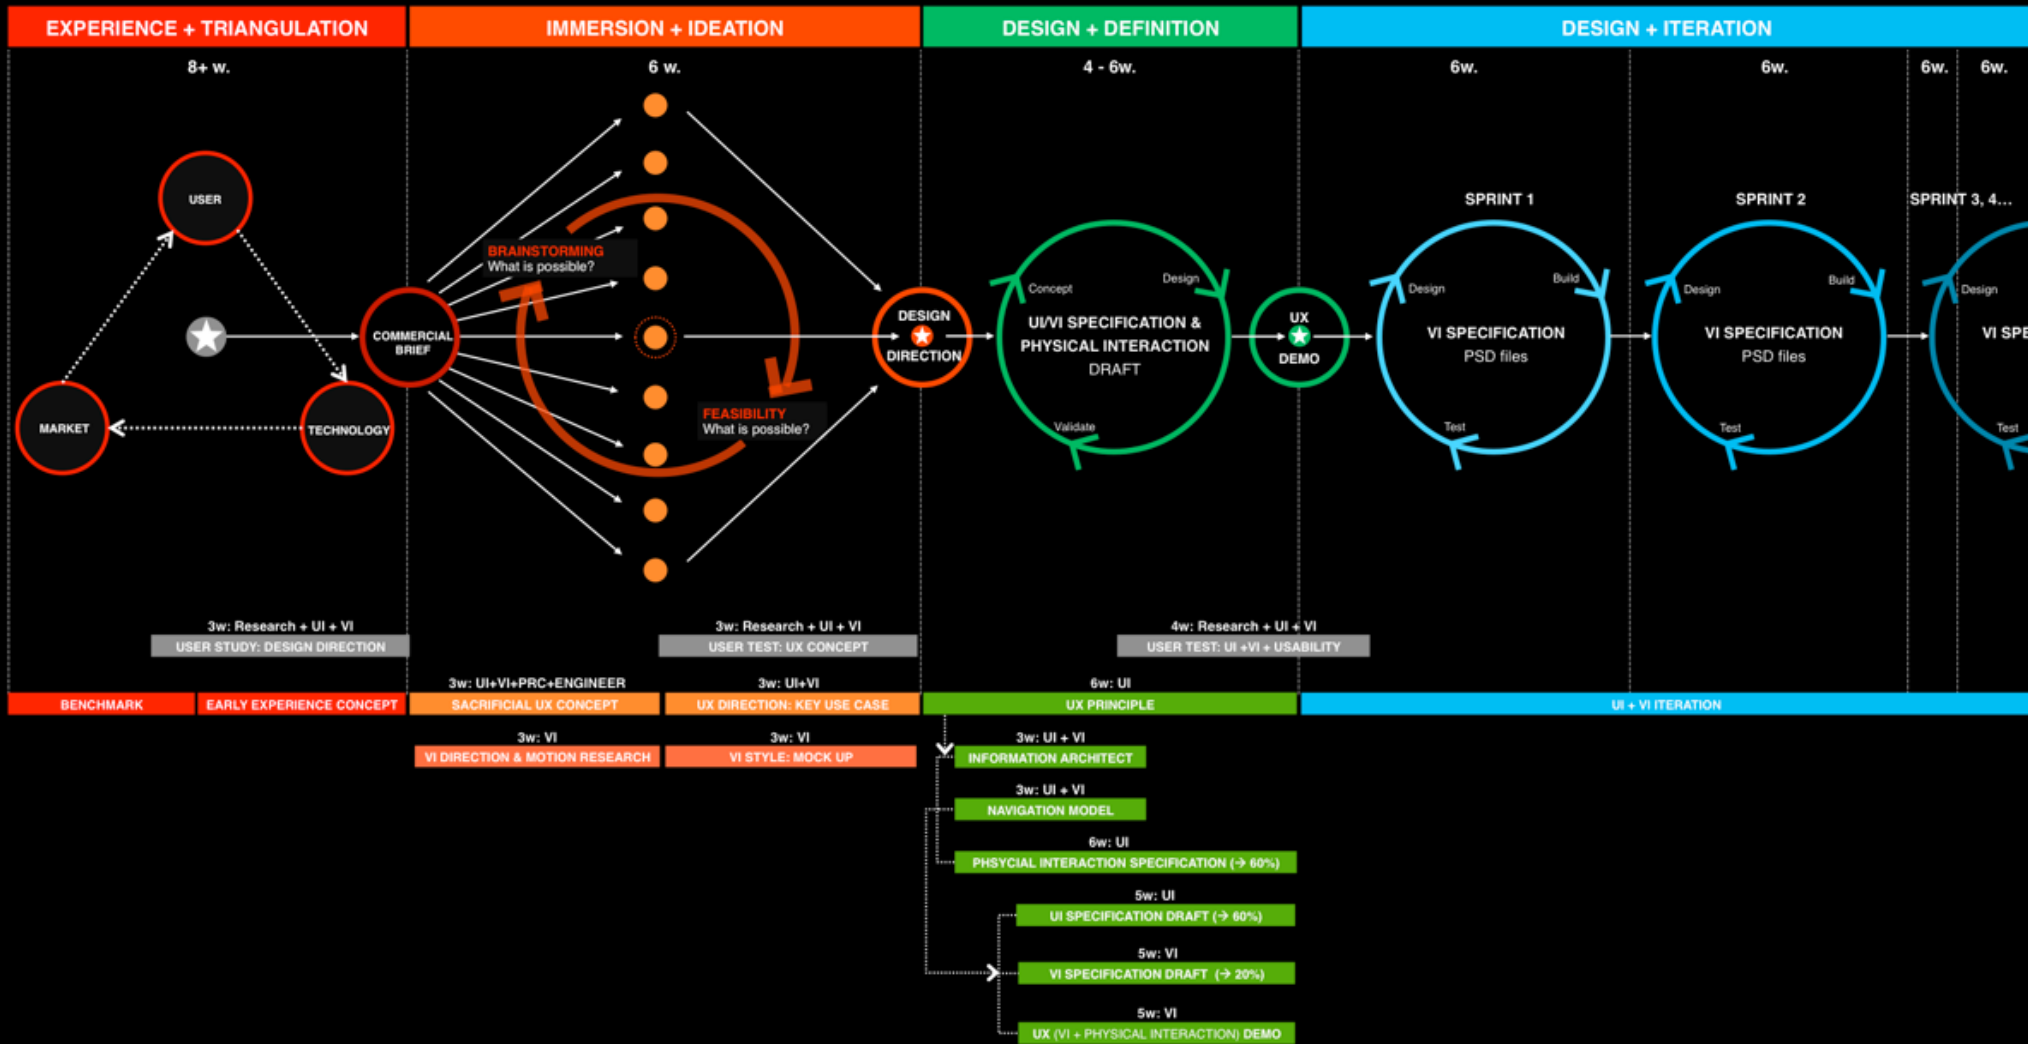 EXPERIENCE + TRIANGULATION
IMMERSION + IDEATION
DESIGN + DEFINITION
DESIGN + ITERATION
8+ w.
6 w.
4 - 6w.
6w.
6w.
6w.
6w.
USER
MARKET
TECHNOLOGY
COMMERCIAL
BRIEF
BRAINSTORMING
What is possible?
FEASIBILITY
What is possible?
DESIGN
DIRECTION
Concept
Design
UI/VI SPECIFICATION &
PHYSICAL INTERACTION
DRAFT
Validate
UX
DEMO
SPRINT 1
Design
Build
VI SPECIFICATION
PSD files
Test
SPRINT 2
Design
Build
VI SPECIFICATION
PSD files
Test
SPRINT 3, 4...
Design
VI SPE
Test
3w: Research + UI + VI
USER STUDY: DESIGN DIRECTION
3w: Research + UI + VI
USER TEST: UX CONCEPT
4w: Research + UI + VI
USER TEST: UI +VI + USABILITY
BENCHMARK
EARLY EXPERIENCE CONCEPT
3w: UI+VI+PRC+ENGINEER
SACRIFICIAL UX CONCEPT
3w: UI+VI
UX DIRECTION: KEY USE CASE
6w: UI
UX PRINCIPLE
UI + VI ITERATION
3w: VI
VI DIRECTION & MOTION RESEARCH
3w: VI
VI STYLE: MOCK UP
3w: UI + VI
INFORMATION ARCHITECT
3w: UI + VI
NAVIGATION MODEL
6w: UI
PHSYCIAL INTERACTION SPECIFICATION (→ 60%)
5w: UI
UI SPECIFICATION DRAFT (→ 60%)
5w: VI
VI SPECIFICATION DRAFT (→ 20%)
5w: VI
UX (VI + PHYSICAL INTERACTION) DEMO